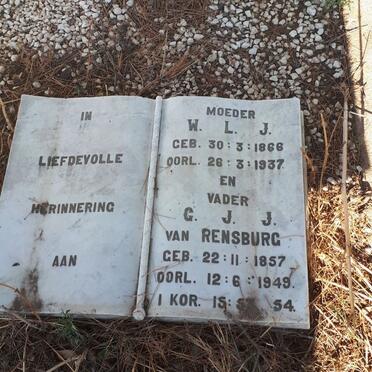 IN
LIEFDEVOLLE
HERINNERING
AAN
MOEDER
W. L. J.
GEB. 30·3·1866
OORL. 26·3·1937.
EN
VADER
G. J. J.
VAN RENSBURG
GEB. 22·11·1857
OORL. 12·6·1949.
1 KOR. 15: 54.